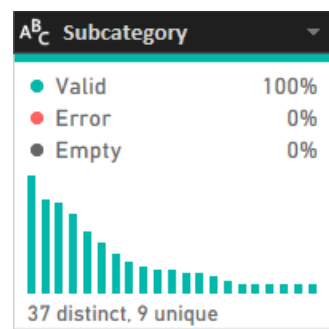 ABC Subcategory
Valid 100%
Error 0%
Empty 0%
37 distinct, 9 unique